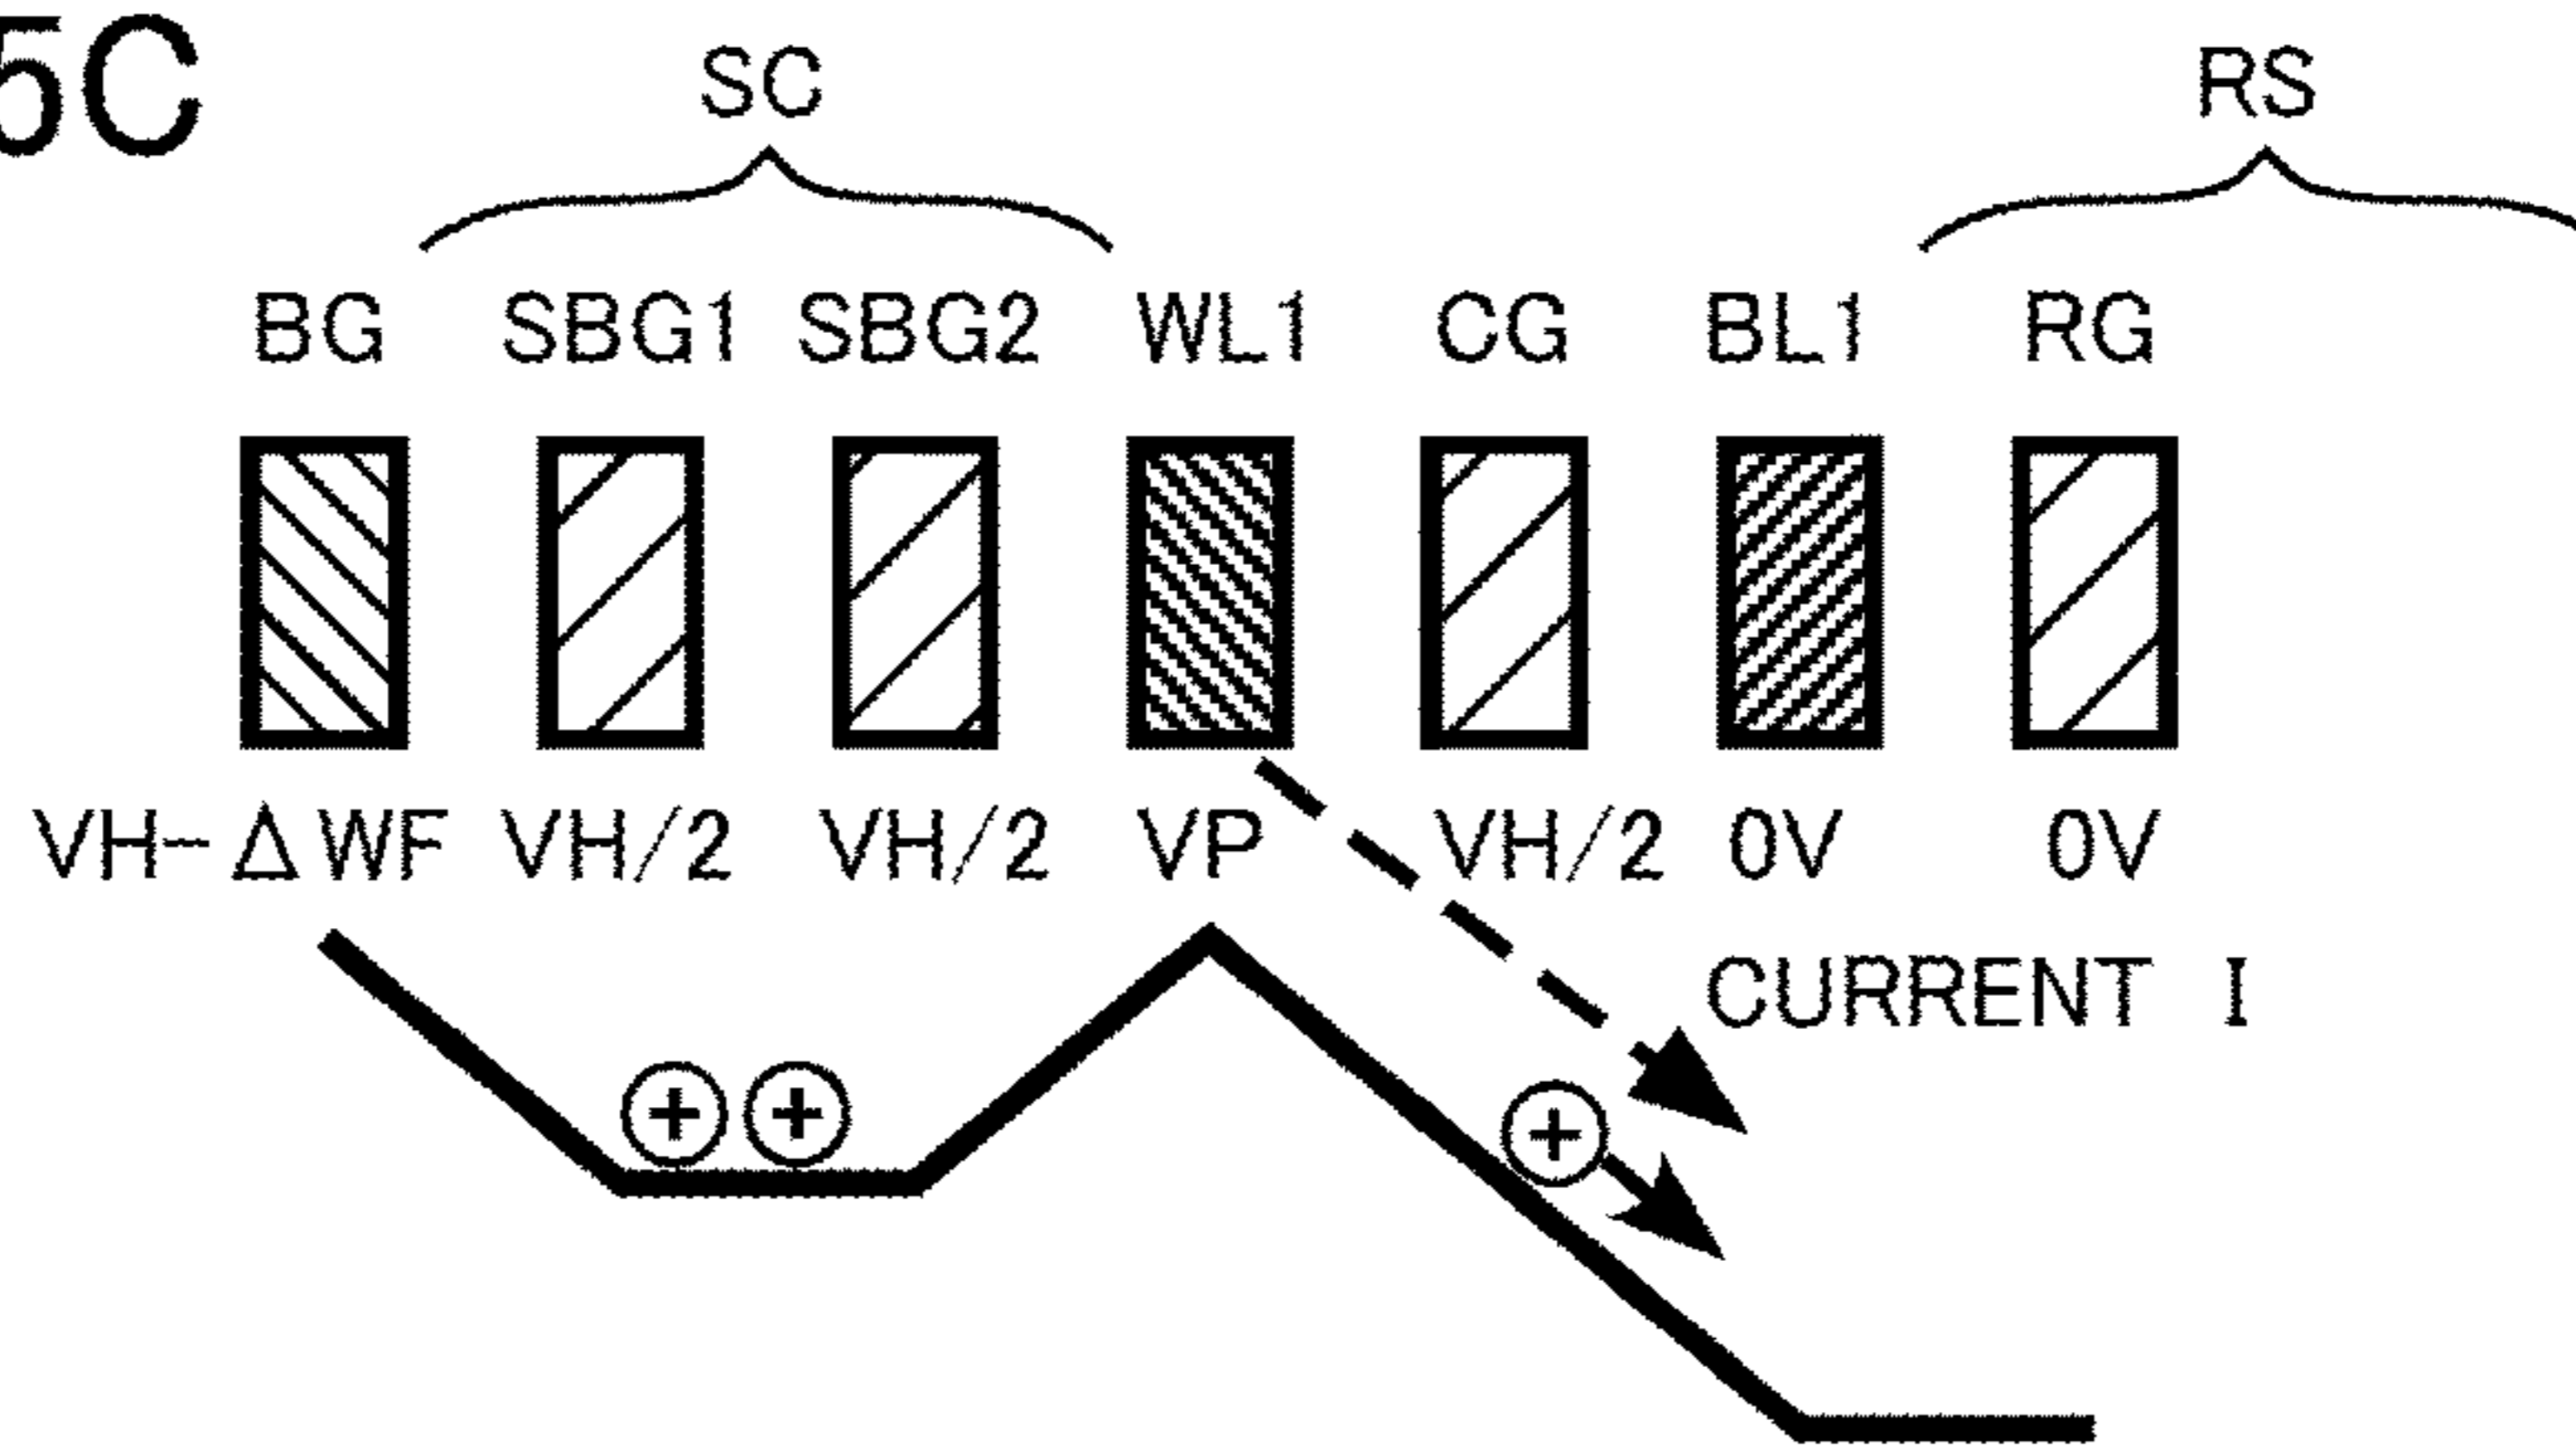 5C
SC RS
BG SBG1 SBG2 WL1 CG BL1 RG
VH-ΔWF VH/2 VH/2 VP VH/2 0V 0V
CURRENT I
+ + +